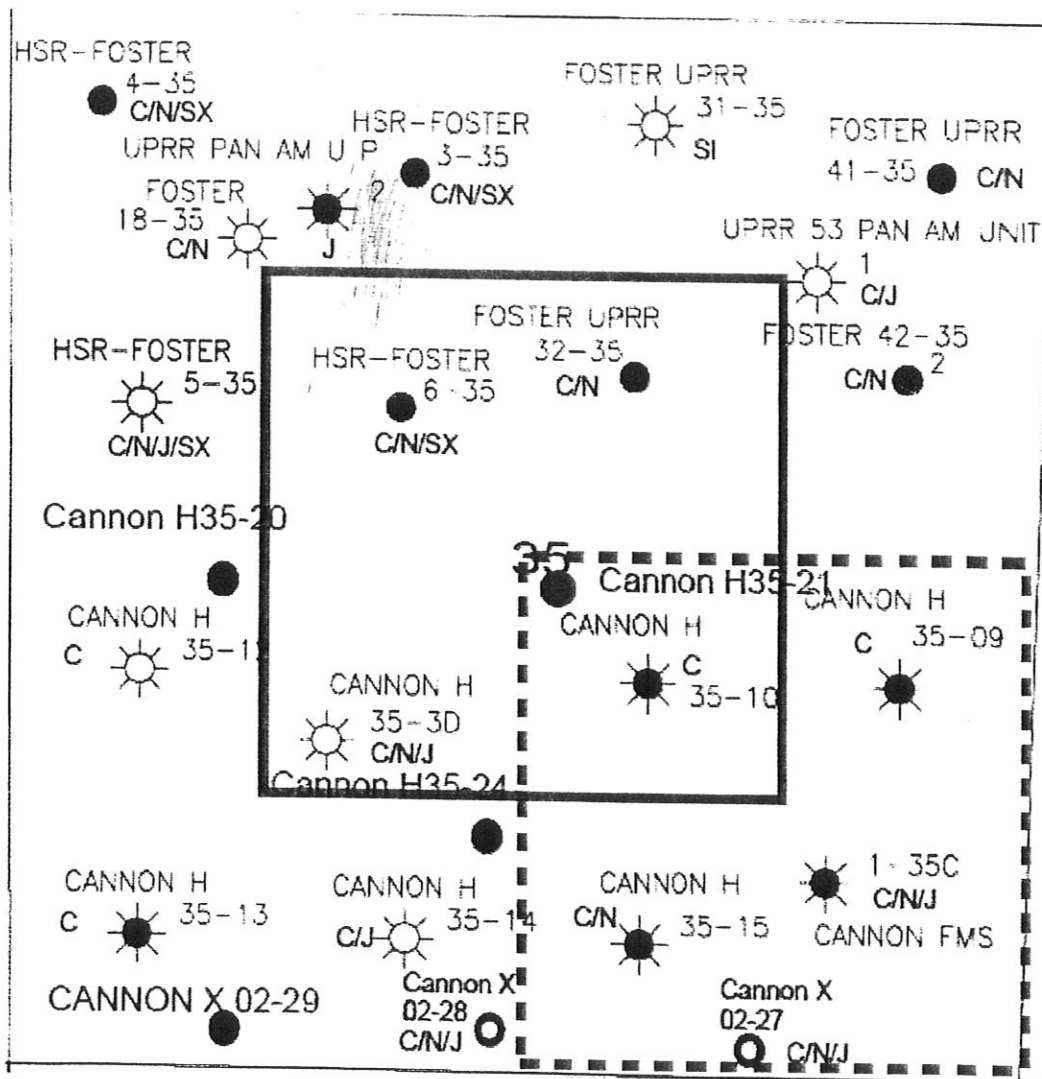 HSR-FOSTER
4-35
C/N/SX
FOSTER UPRR
31-35
SI
HSR-FOSTER
3-35
C/N/SX
FOSTER UPRR
41-35
C/N
UPRR PAN AM U P
2
J
FOSTER
18-35
C/N
UPRR 53 PAN AM UNIT
1
C/J
FOSTER UPRR
32-35
C/N
FOSTER 42-35
2
C/N
HSR-FOSTER
5-35
C/N/J/SX
HSR-FOSTER
6-35
C/N/SX
Cannon H35-20
35
Cannon H35-21
CANNON H
C
CANNON H
C
35-10
CANNON H
C
35-09
CANNON H
35-3D
C/N/J
Cannon H35-24
CANNON H
C
35-13
CANNON H
C/J
35-14
CANNON H
C/N
35-15
1-35C
C/N/J
CANNON FMS
CANNON X 02-29
Cannon X
02-28
C/N/J
Cannon X
02-27
C/N/J